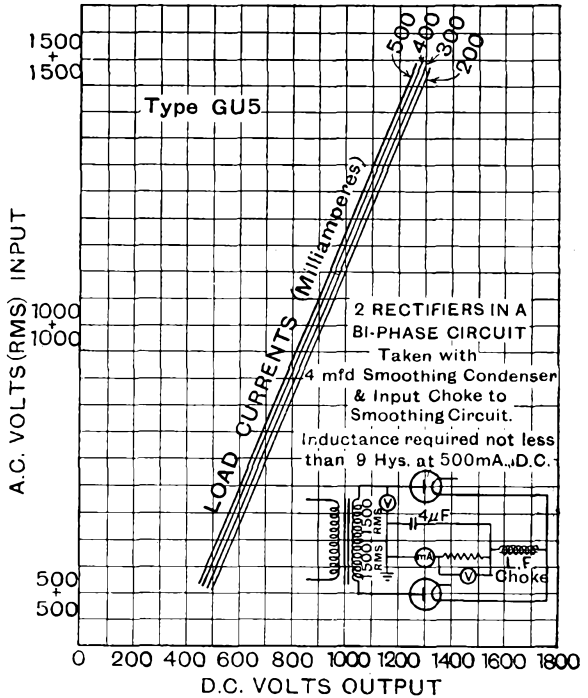 1500
+
1500
500
400
300
200
Type GU5
LOAD CURRENTS (Milliamperes)
A.C. VOLTS (RMS) INPUT
1000
+
1000
2 RECTIFIERS IN A
BI-PHASE CIRCUIT
Taken with
4 mfd Smoothing Condenser
& Input Choke to
Smoothing Circuit.
Inductance required not less
than 9 Hys. at 500mA. D.C.
V
1500
RMS
1500
RMS
4μF
mA
V
L.F.
Choke
500
+
500
0 200 400 600 800 1000 1200 1400 1600 1800
D.C. VOLTS OUTPUT